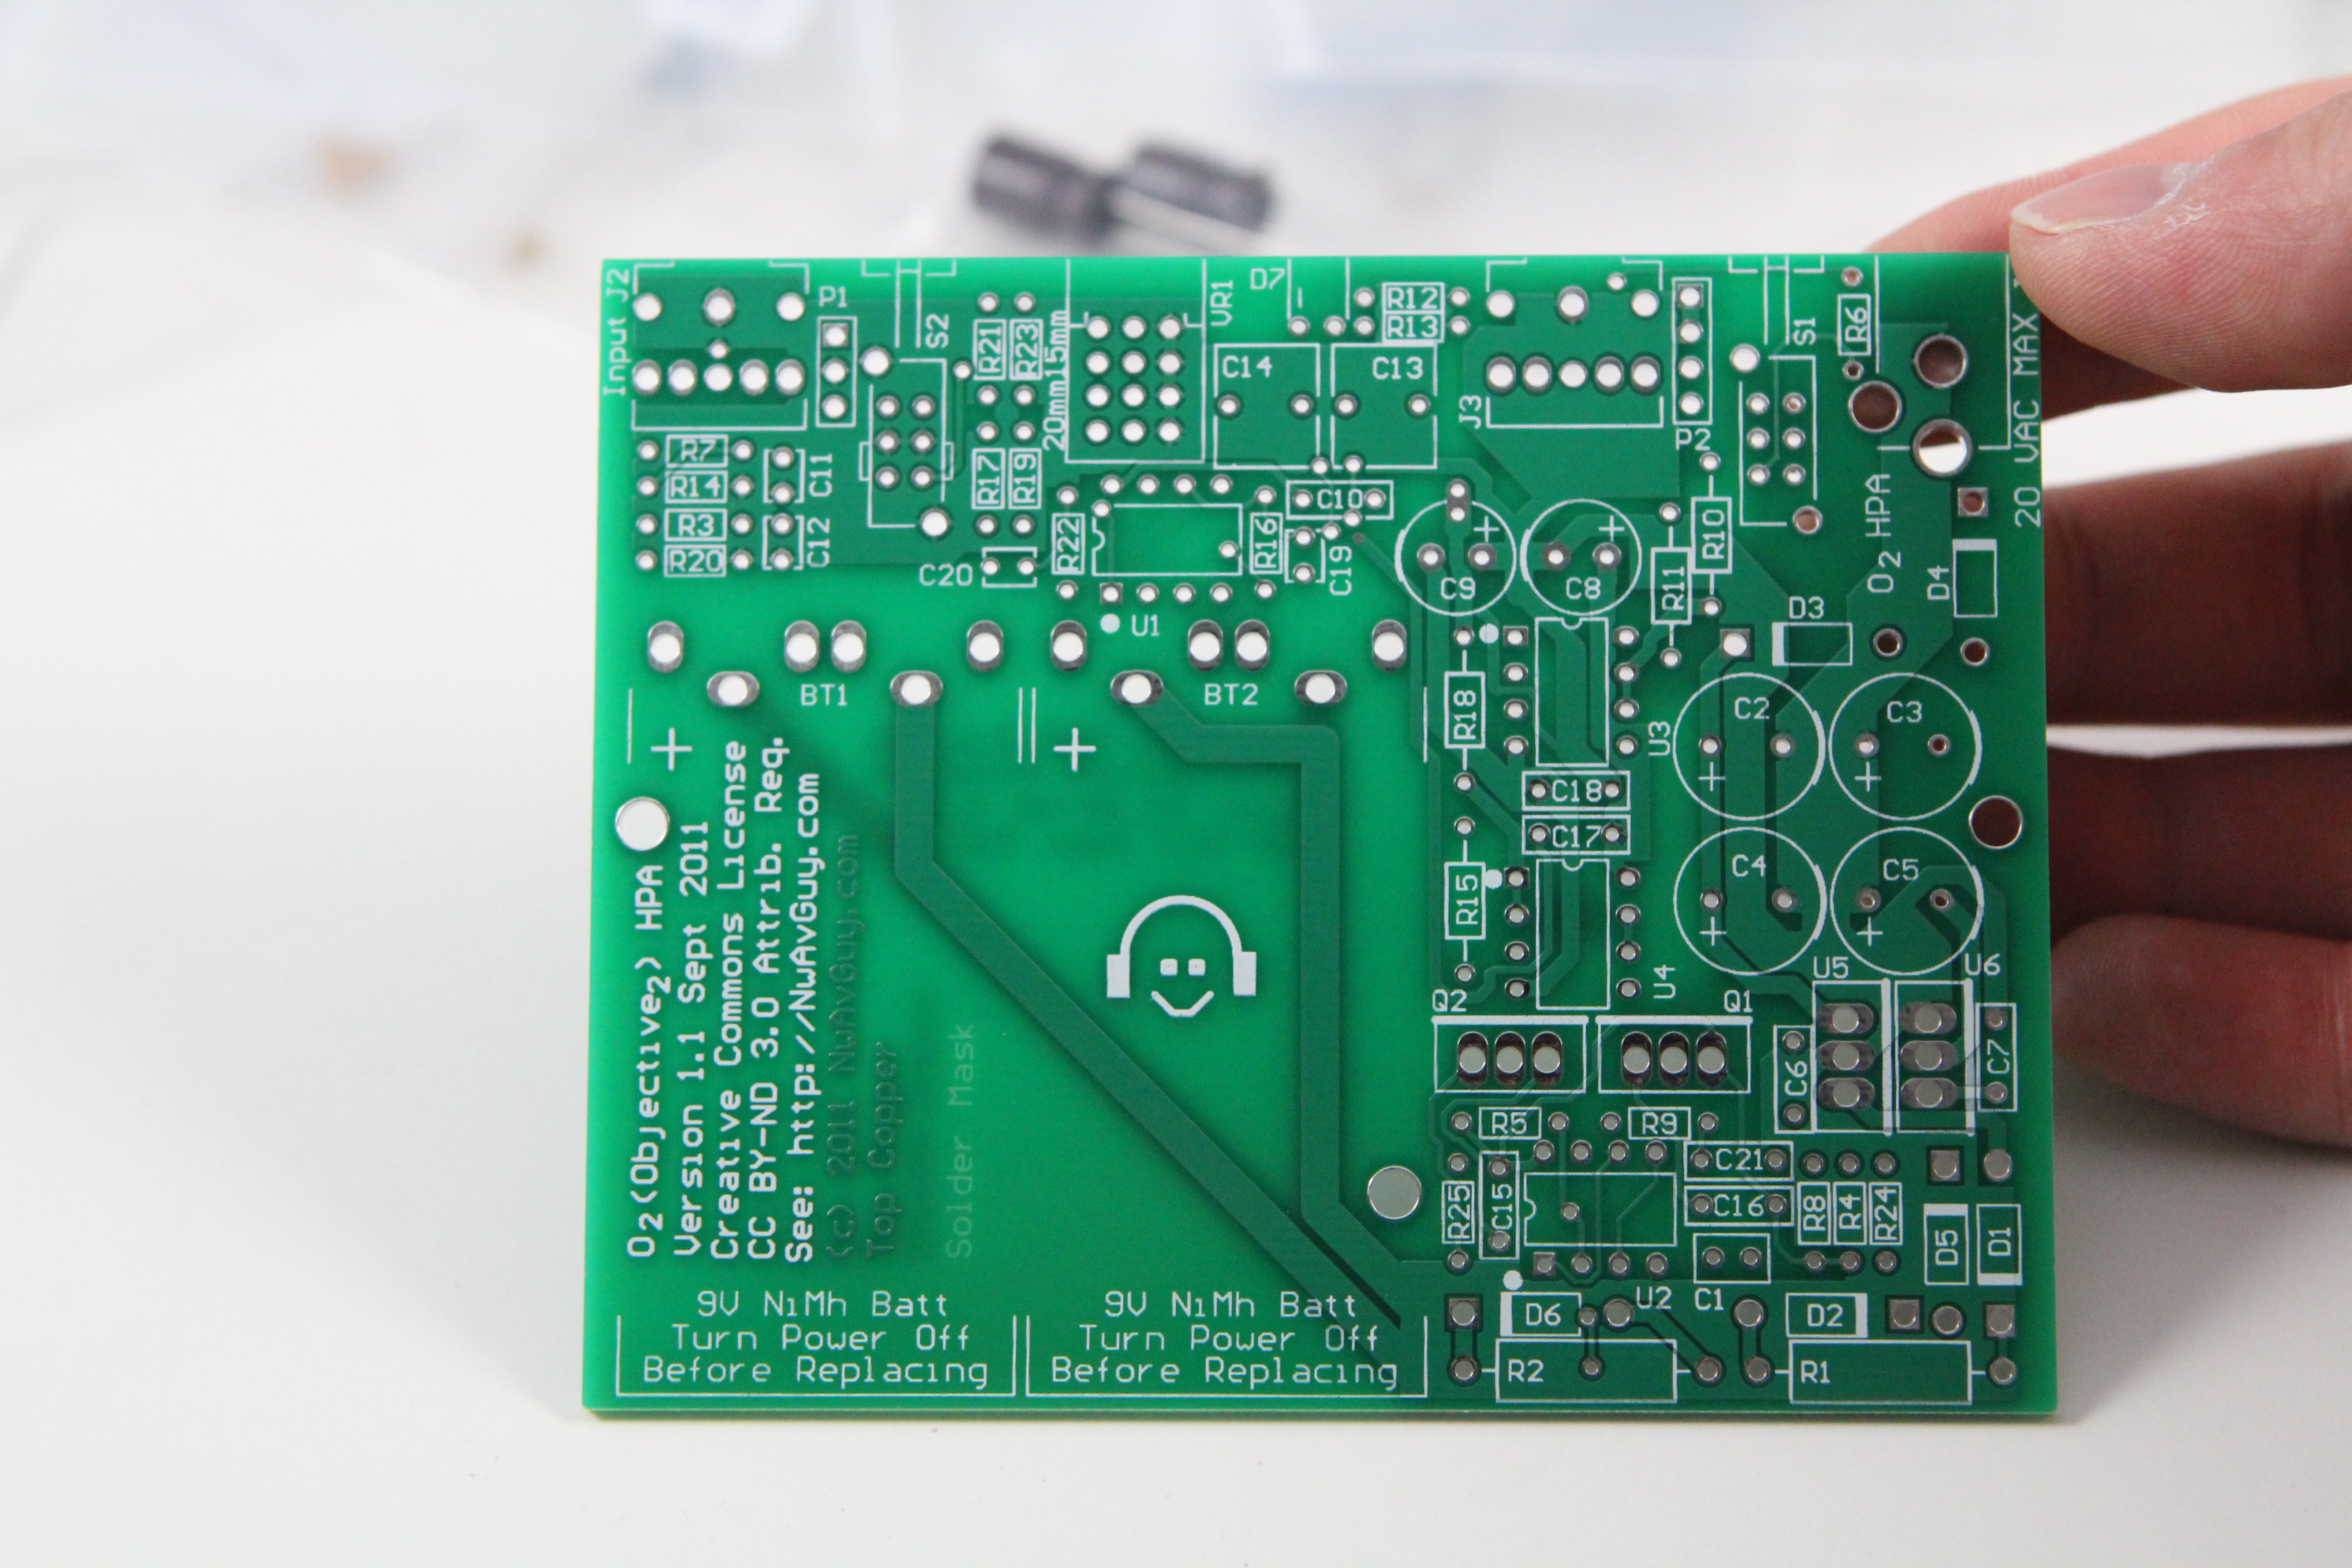 Input J2
P1
S2
R21
R23
20mm15mm
VR1
D7
R12
R13
C14
C13
J3
P2
S1
R6
20 VAC MAX
R7
R14
R3
R20
C11
C12
R17
R19
C20
R22
R16
C10
C19
U1
C9
C8
R11
R10
O2 HPA
D4
D3
BT1
BT2
R18
U3
C2
C3
C18
C17
R15
C4
C5
U4
U5
U6
Q2
Q1
C6
C7
O2(Objective2) HPA
Version 1.1 Sept 2011
Creative Commons License
CC BY-ND 3.0 Attrib. Req.
See: http://NwAvGuy.com
(c) 2011 NwAvGuy.com
Top Copper
Solder Mask
R5
R9
R25
C15
C21
C16
R8
R4
R24
D5
D1
U2
C1
D6
D2
R2
R1
9V NiMh Batt
Turn Power Off
Before Replacing
9V NiMh Batt
Turn Power Off
Before Replacing